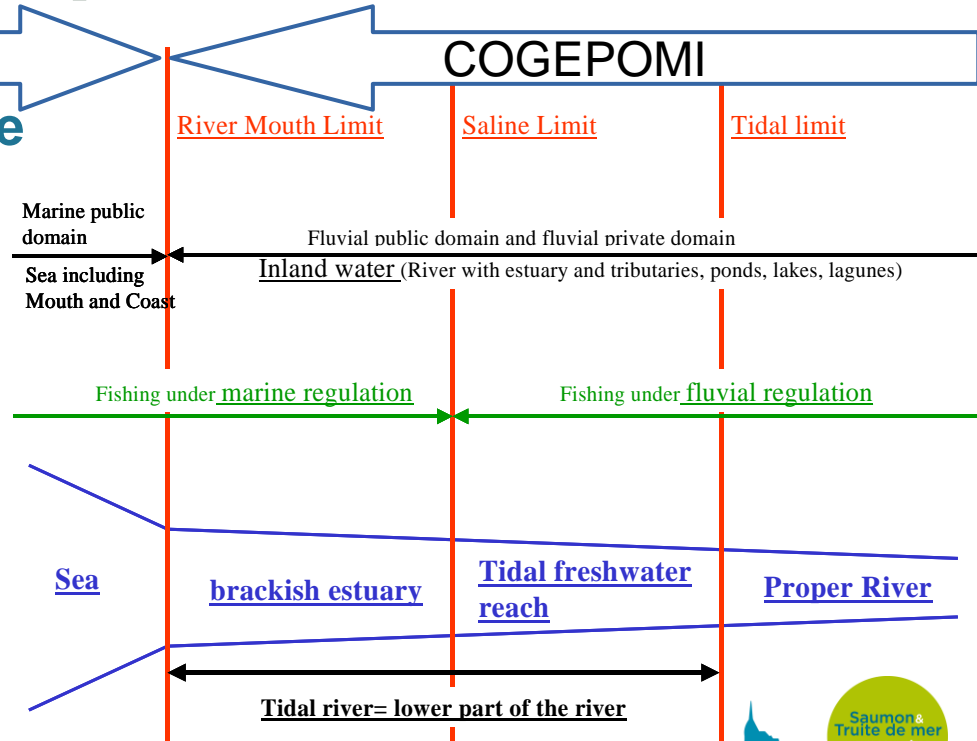 COGEPOMI
e
River Mouth Limit
Saline Limit
Tidal limit
Marine public
domain
Fluvial public domain and fluvial private domain
Sea including
Mouth and Coast
Inland water (River with estuary and tributaries, ponds, lakes, lagunes)
Fishing under marine regulation
Fishing under fluvial regulation
Sea
brackish estuary
Tidal freshwater
reach
Proper River
Tidal river= lower part of the river
Saumon&
Truite de mer